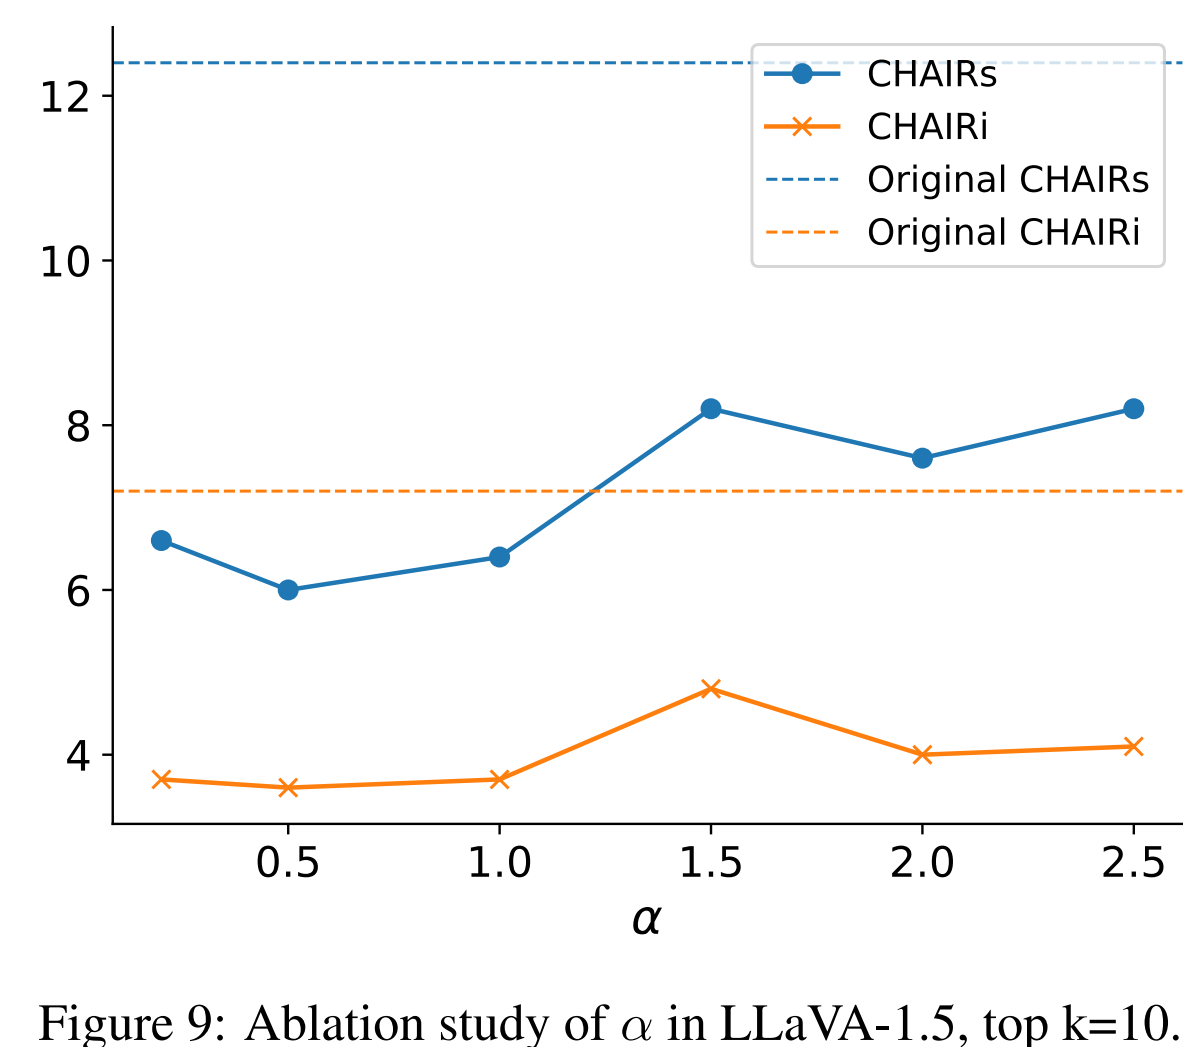 12
10
8
6
4
CHAIRs
CHAIRi
Original CHAIRs
Original CHAIRi
0.5 1.0 1.5 2.0 2.5
α
Figure 9: Ablation study of α in LLaVA-1.5, top k=10.